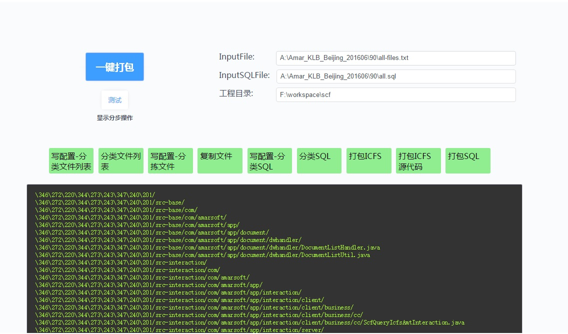 一键打包
测试
显示分步操作
InputFile: A:\Amar_KLB_Beijing_201606\90\all-files.txt
InputSQLFile: A:\Amar_KLB_Beijing_201606\90\all.sql
工程目录: F:\workspace\scf
写配置-分类文件列表
分类文件列表
写配置-分拣文件
复制文件
写配置-分类SQL
分类SQL
打包ICFS
打包ICFS源代码
打包SQL
\346\272\220\344\273\243\347\240\201/
\346\272\220\344\273\243\347\240\201/src-base/
\346\272\220\344\273\243\347\240\201/src-base/com/
\346\272\220\344\273\243\347\240\201/src-base/com/amarsoft/
\346\272\220\344\273\243\347\240\201/src-base/com/amarsoft/app/
\346\272\220\344\273\243\347\240\201/src-base/com/amarsoft/app/document/
\346\272\220\344\273\243\347\240\201/src-base/com/amarsoft/app/document/dwhandler/
\346\272\220\344\273\243\347\240\201/src-base/com/amarsoft/app/document/dwhandler/DocumentListHandler.java
\346\272\220\344\273\243\347\240\201/src-base/com/amarsoft/app/document/dwhandler/DocumentListUtil.java
\346\272\220\344\273\243\347\240\201/src-interaction/
\346\272\220\344\273\243\347\240\201/src-interaction/com/
\346\272\220\344\273\243\347\240\201/src-interaction/com/amarsoft/
\346\272\220\344\273\243\347\240\201/src-interaction/com/amarsoft/app/
\346\272\220\344\273\243\347\240\201/src-interaction/com/amarsoft/app/interaction/
\346\272\220\344\273\243\347\240\201/src-interaction/com/amarsoft/app/interaction/client/
\346\272\220\344\273\243\347\240\201/src-interaction/com/amarsoft/app/interaction/client/business/
\346\272\220\344\273\243\347\240\201/src-interaction/com/amarsoft/app/interaction/client/business/cc/
\346\272\220\344\273\243\347\240\201/src-interaction/com/amarsoft/app/interaction/client/business/cc/ScfQueryIcfsAmtInteraction.java
\346\272\220\344\273\243\347\240\201/src-interaction/com/amarsoft/app/interaction/server/